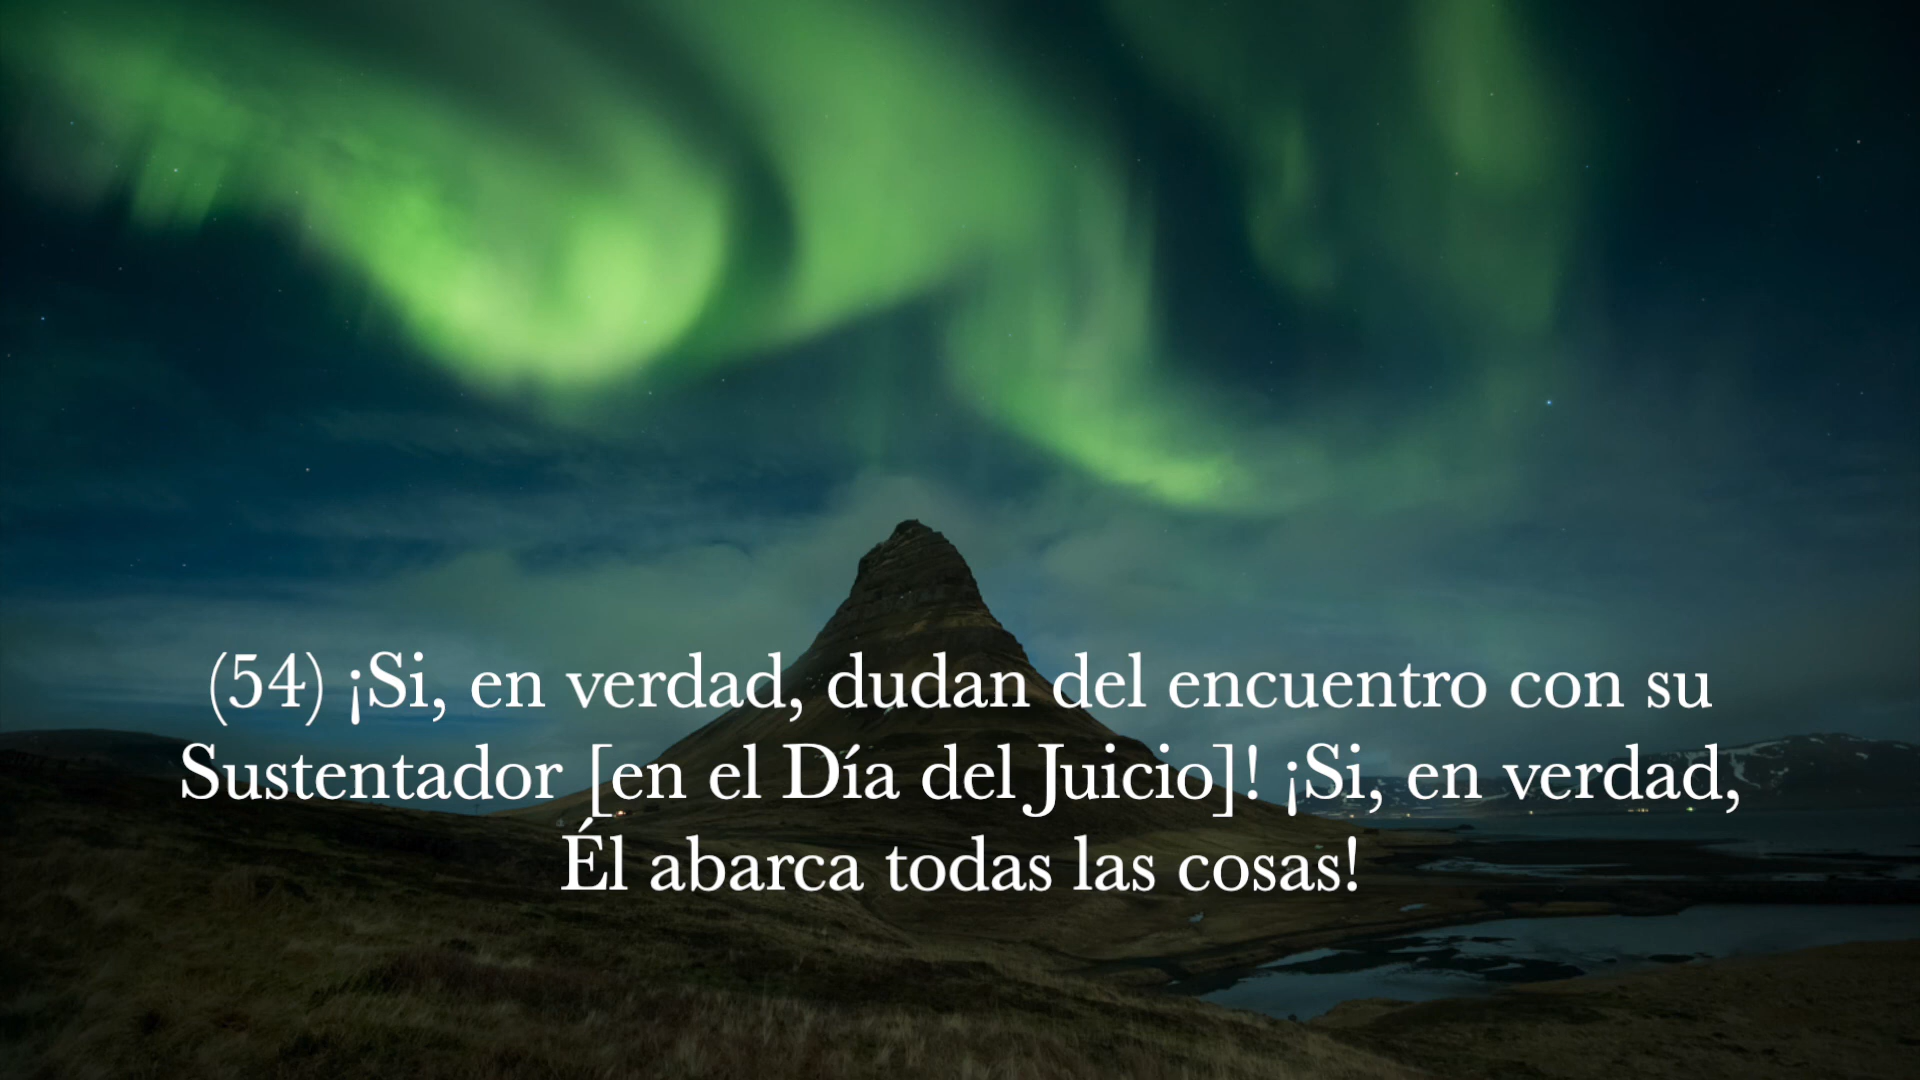 (54) ¡Si, en verdad, dudan del encuentro con su
Sustentador [en el Día del Juicio]! ¡Si, en verdad,
Él abarca todas las cosas!